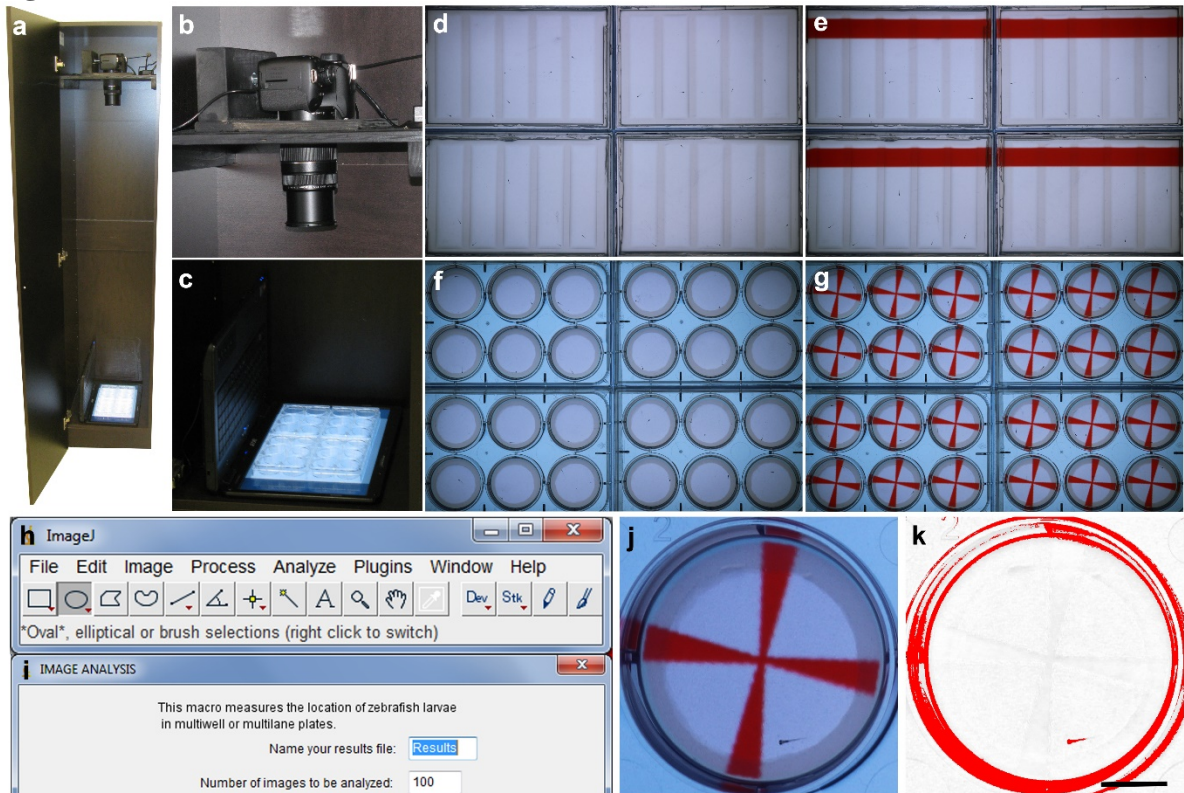 a
b
c
d
e
f
g
h ImageJ
File Edit Image Process Analyze Plugins Window Help
A Dev Stk
*Oval*, elliptical or brush selections (right click to switch)
i IMAGE ANALYSIS
This macro measures the location of zebrafish larvae
in multiwell or multilane plates.
Name your results file: Results
Number of images to be analyzed: 100
j
2
k
2